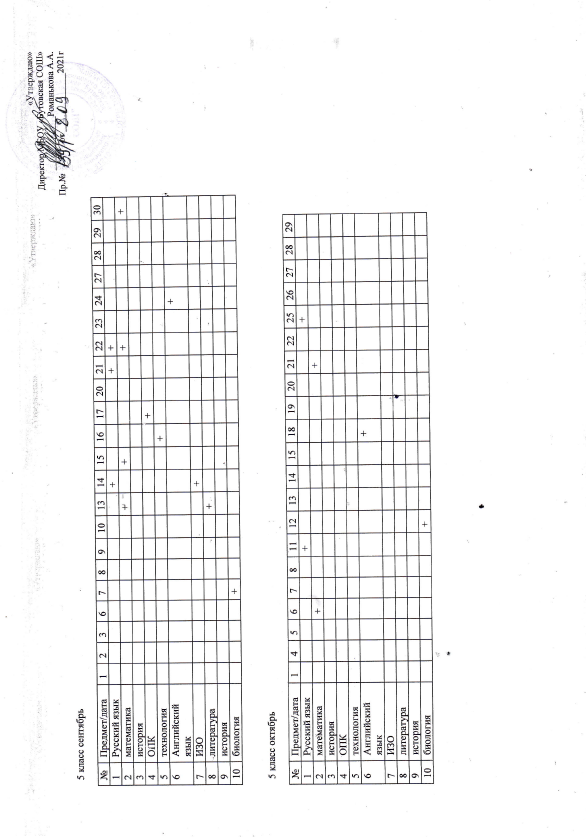 «Утверждаю»
Директор МБОУ «Бутовская СОШ»
Романькова А.А.
Пр.№ 2021г
5 класс сентябрь
№ Предмет/дата 1 2 3 6 7 8 9 10 13 14 15 16 17 20 21 22 23 24 27 28 29 30
1 Русский язык + + +
2 математика + + + +
3 история
4 ОПК +
5 технология +
6 Английский +
язык
7 ИЗО +
8 литература +
9 история
10 биология +
5 класс октябрь
№ Предмет/дата 1 4 5 6 7 8 11 12 13 14 15 18 19 20 21 22 25 26 27 28 29
1 Русский язык + +
2 математика + +
3 история
4 ОПК
5 технология
6 Английский +
язык
7 ИЗО
8 литература
9 история
10 биология +